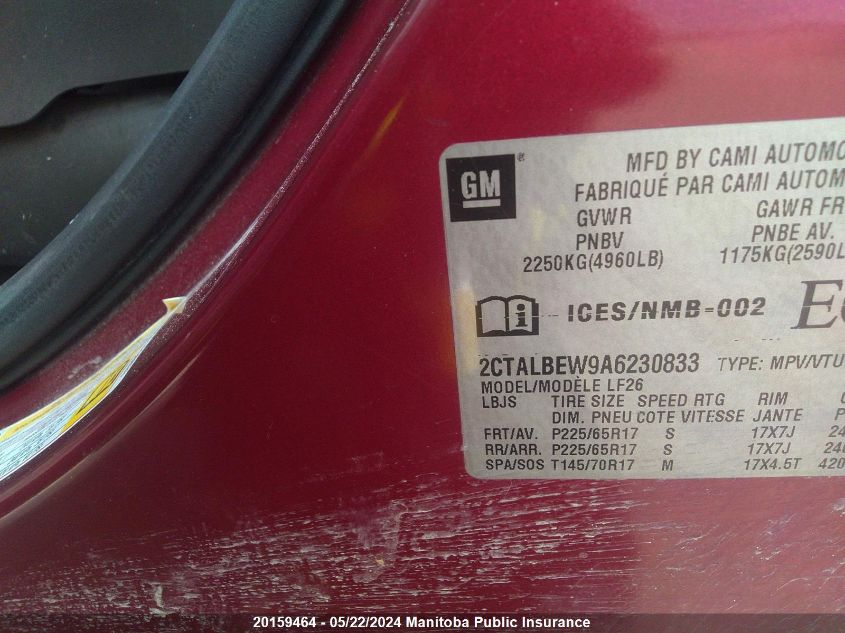 GM ®
MFD BY CAMI AUTOMO
FABRIQUÉ PAR CAMI AUTOM
GVWR GAWR FR
PNBV PNBE AV.
2250KG(4960LB) 1175KG(2590L
ICES/NMB-002
2CTALBEW9A6230833 TYPE: MPV/VTU
MODEL/MODÈLE LF26
LBJS TIRE SIZE SPEED RTG RIM
DIM. PNEU COTE VITESSE JANTE P
FRT/AV. P225/65R17 S 17X7J 24
RR/ARR. P225/65R17 S 17X7J 24
SPA/SOS T145/70R17 M 17X4.5T 420
20159464 - 05/22/2024 Manitoba Public Insurance